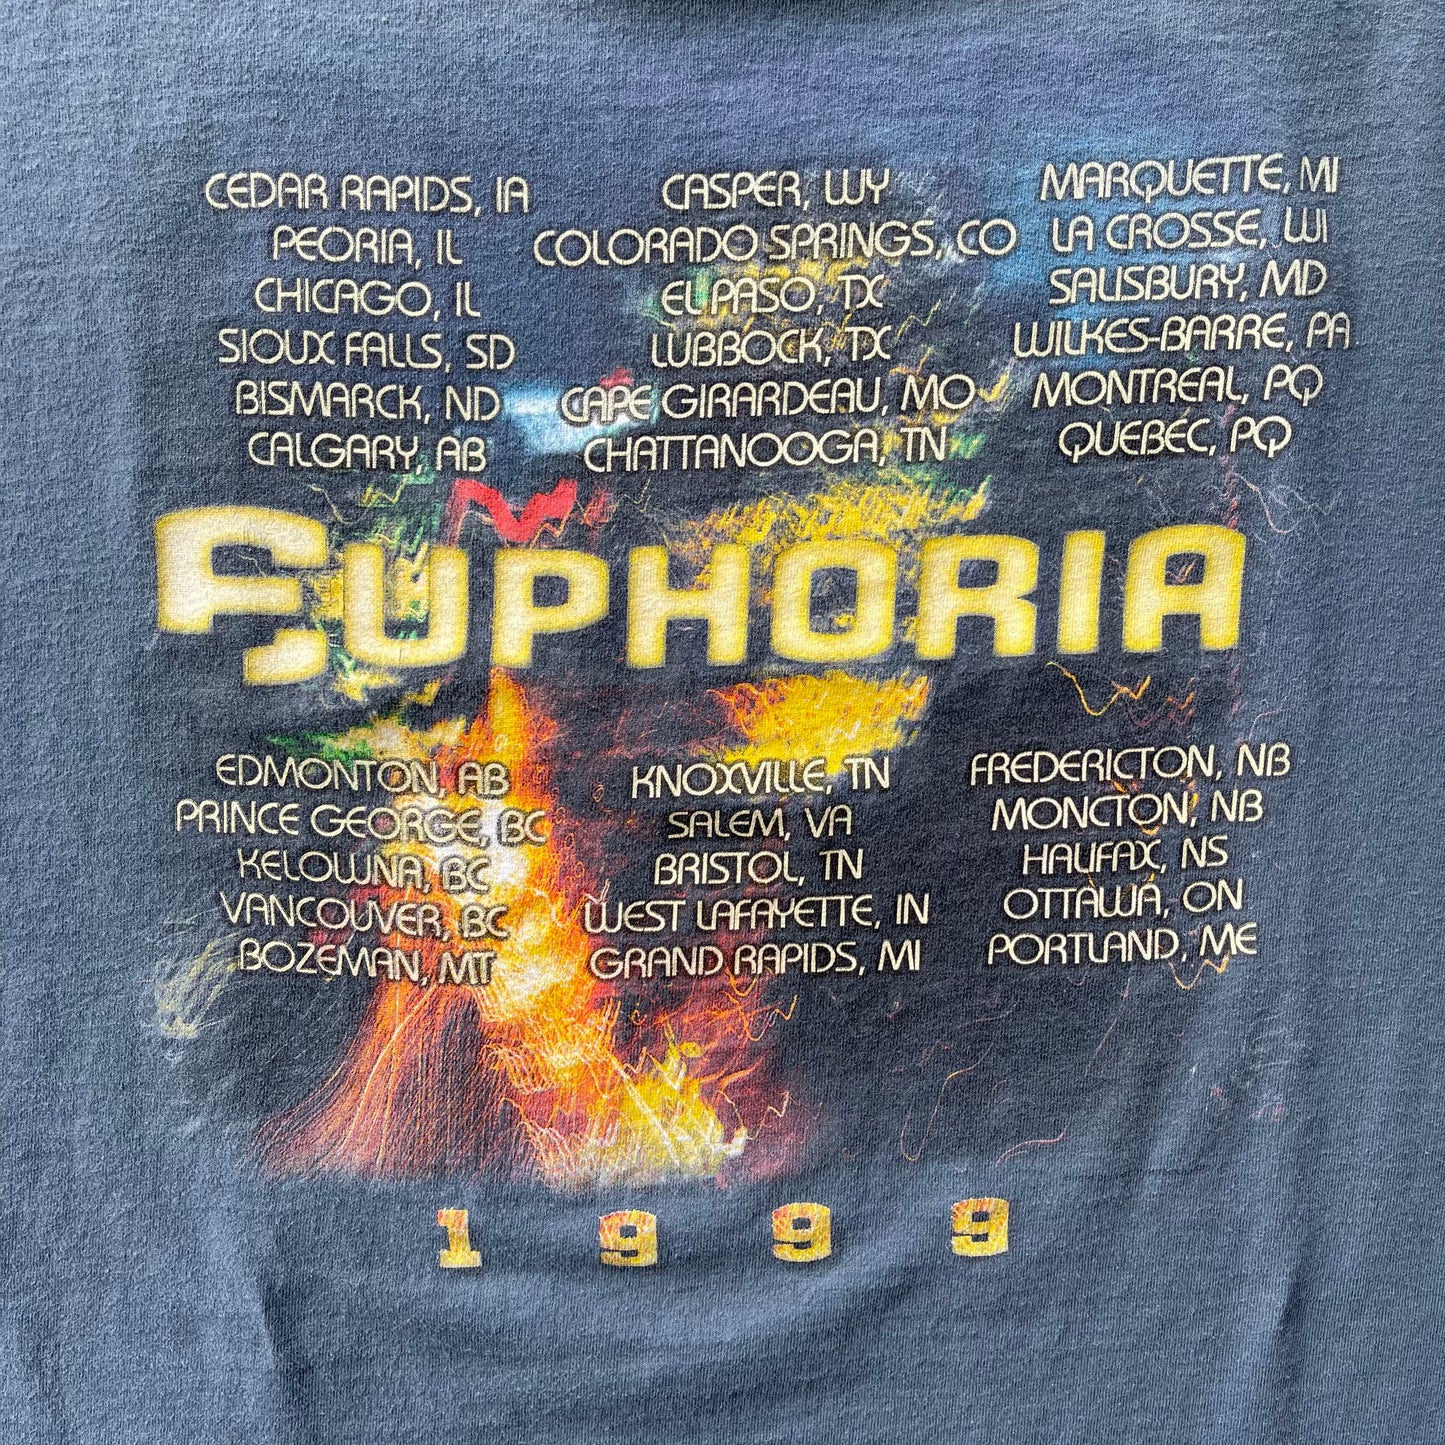 CEDAR RAPIDS, IA
PEORIA, IL
CHICAGO, IL
SIOUX FALLS, SD
BISMARCK, ND
CALGARY, AB
CASPER, WY
COLORADO SPRINGS, CO
EL PASO, TX
LUBBOCK, TX
CAPE GIRARDEAU, MO
CHATTANOOGA, TN
MARQUETTE, MI
LA CROSSE, WI
SALISBURY, MD
WILKES-BARRE, PA
MONTREAL, PQ
QUEBEC, PQ
EUPHORIA
EDMONTON, AB
PRINCE GEORGE, BC
KELOWNA, BC
VANCOUVER, BC
BOZEMAN, MT
KNOXVILLE, TN
SALEM, VA
BRISTOL, TN
WEST LAFAYETTE, IN
GRAND RAPIDS, MI
FREDERICTON, NB
MONCTON, NB
HALIFAX, NS
OTTAWA, ON
PORTLAND, ME
1999